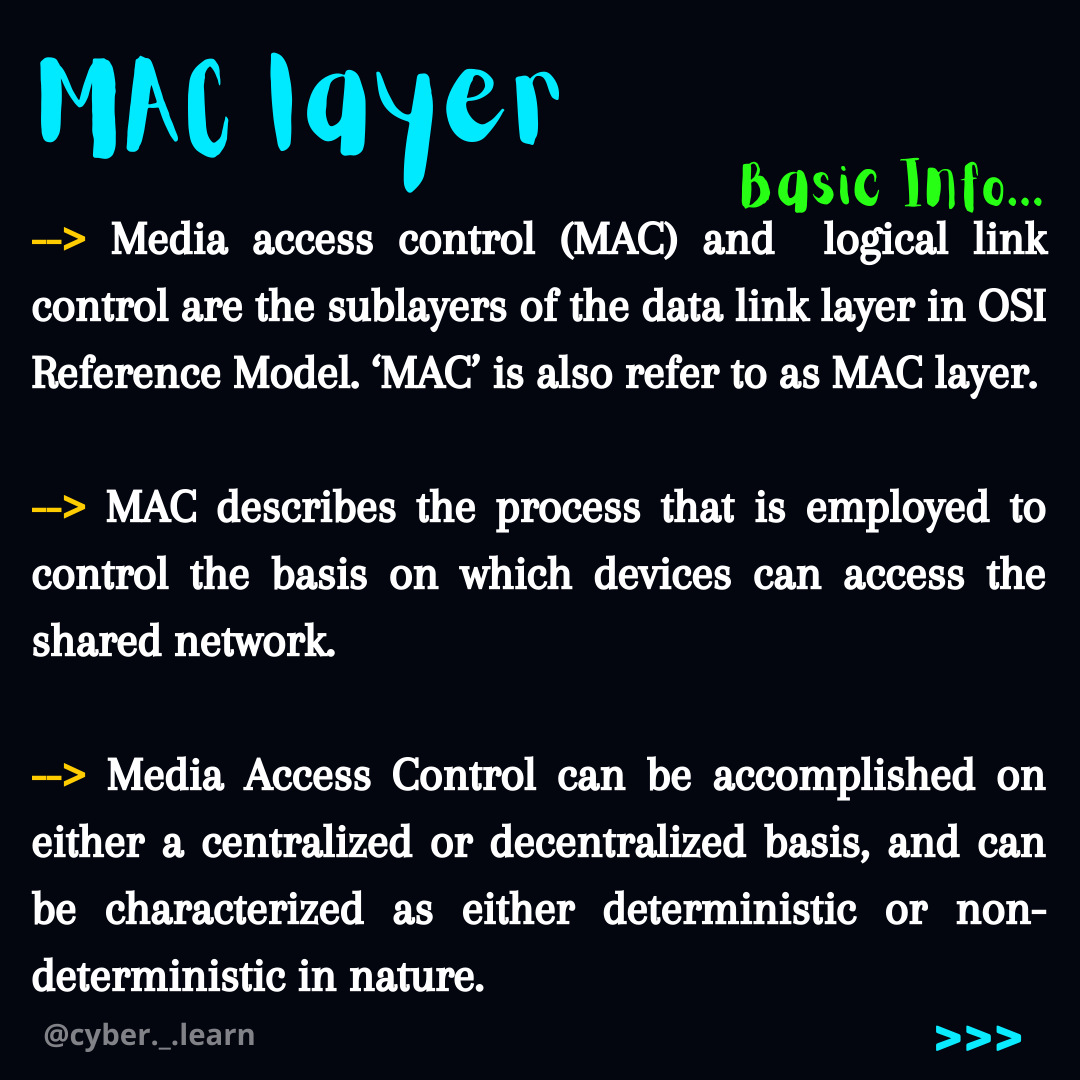 MAC layer
Basic Info...
--> Media access control (MAC) and logical link
control are the sublayers of the data link layer in OSI
Reference Model. ‘MAC’ is also refer to as MAC layer.
--> MAC describes the process that is employed to
control the basis on which devices can access the
shared network.
--> Media Access Control can be accomplished on
either a centralized or decentralized basis, and can
be characterized as either deterministic or non-
deterministic in nature.
@cyber._.learn
>>>